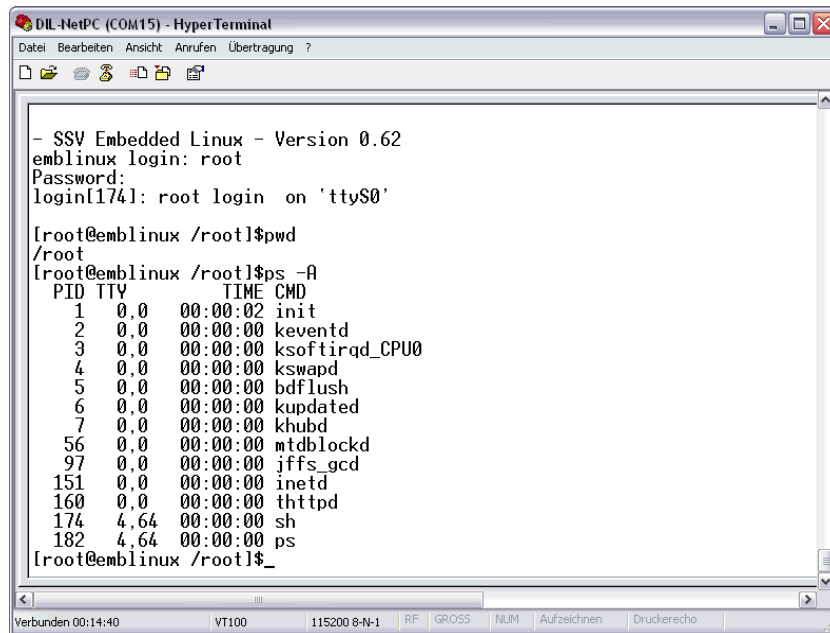 DIL-NetPC (COM15) - HyperTerminal
Datei Bearbeiten Ansicht Anrufen Übertragung ?
- SSV Embedded Linux - Version 0.62
emblinux login: root
Password:
login[174]: root login  on 'ttyS0'
[root@emblinux /root]$pwd
/root
[root@emblinux /root]$ps -A
  PID TTY          TIME CMD
    1   0,0    00:00:02 init
    2   0,0    00:00:00 keventd
    3   0,0    00:00:00 ksoftirqd_CPU0
    4   0,0    00:00:00 kswapd
    5   0,0    00:00:00 bdflush
    6   0,0    00:00:00 kupdated
    7   0,0    00:00:00 khubd
   56   0,0    00:00:00 mtdblockd
   97   0,0    00:00:00 jffs_gcd
  151   0,0    00:00:00 inetd
  160   0,0    00:00:00 thttpd
  174   4,64   00:00:00 sh
  182   4,64   00:00:00 ps
[root@emblinux /root]$_
Verbunden 00:14:40 VT100 115200 8-N-1 RF GROSS NUM Aufzeichnen Druckerecho